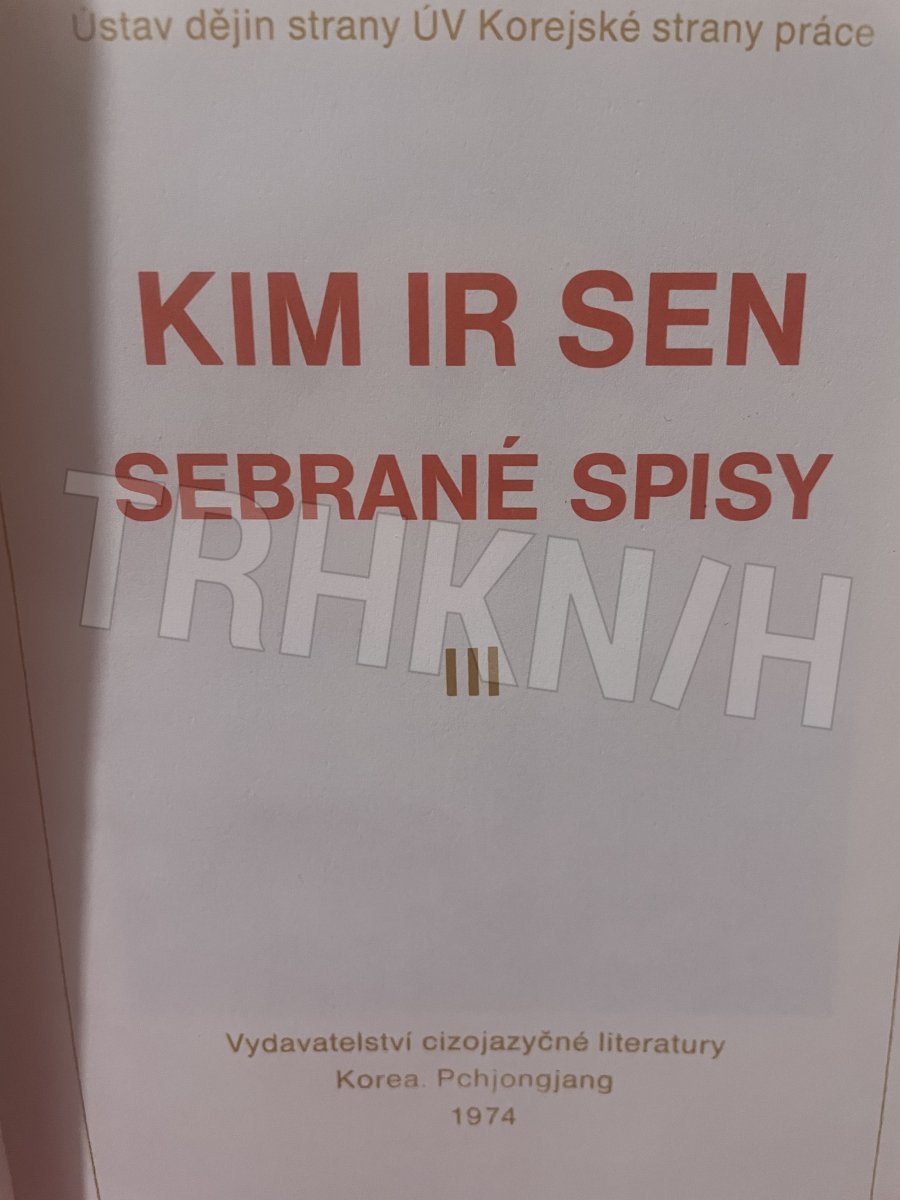 Ústav dějin strany ÚV Korejské strany práce
KIM IR SEN
SEBRANÉ SPISY
TRHKN/H
III
Vydavatelství cizojazyčné literatury
Korea. Pchjongjang
1974